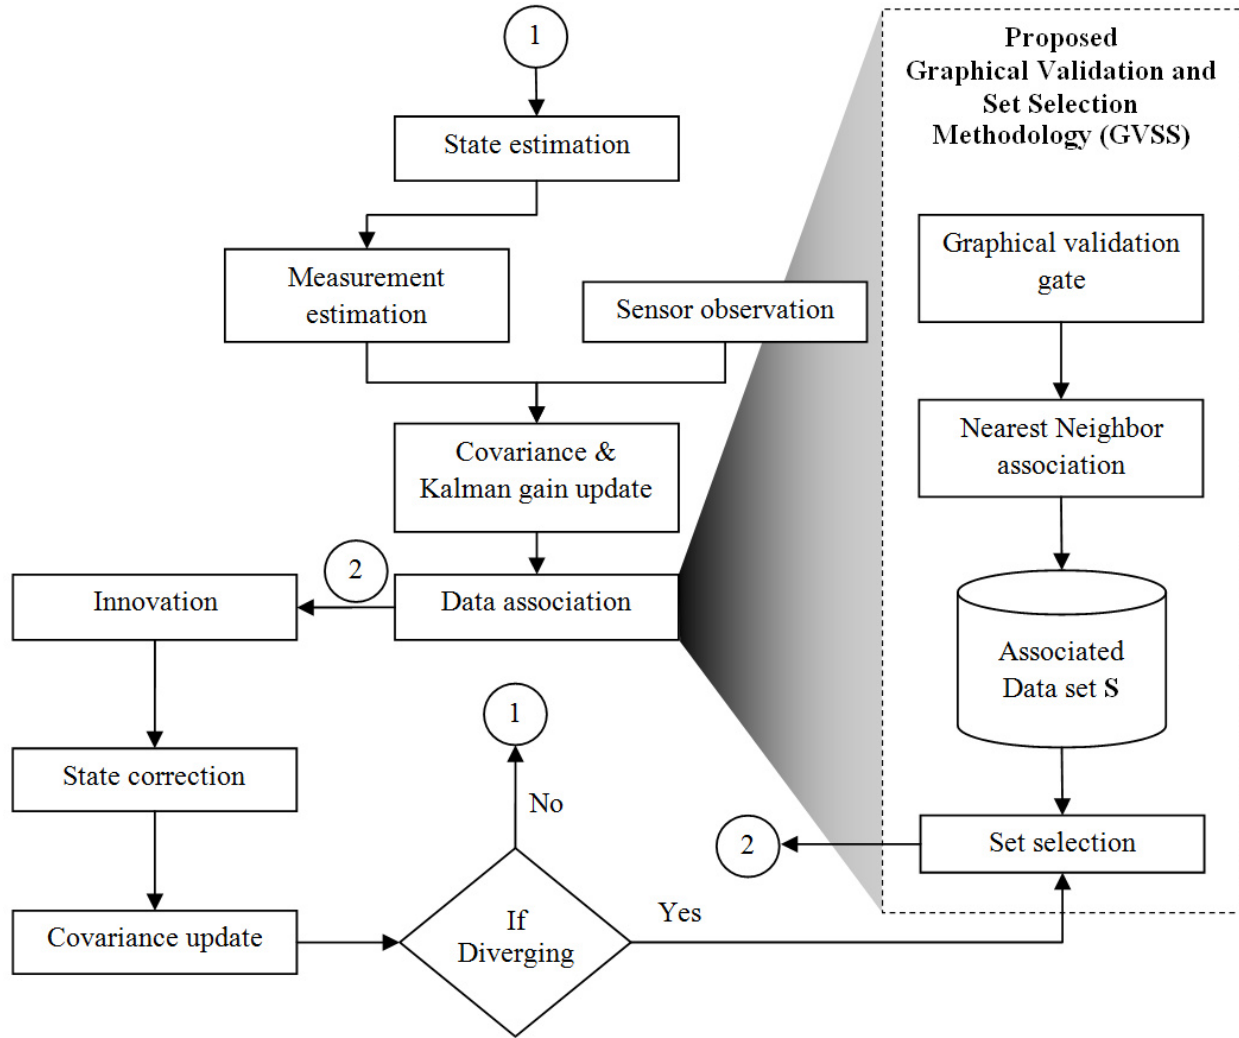 1
State estimation
Measurement
estimation
Sensor observation
Covariance &
Kalman gain update
2
Data association
Innovation
State correction
Covariance update
1
No
If
Diverging
Yes
Proposed
Graphical Validation and
Set Selection
Methodology (GVSS)
Graphical validation
gate
Nearest Neighbor
association
Associated
Data set S
Set selection
2